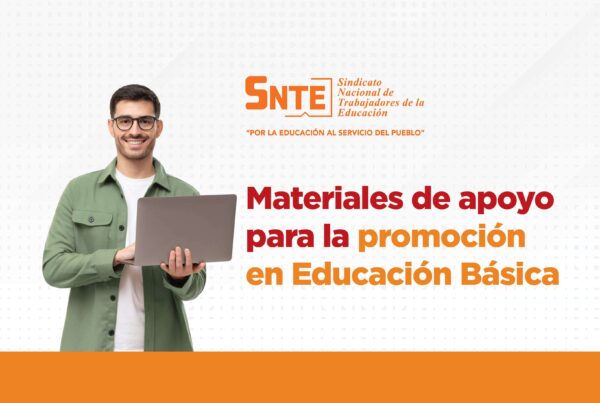 SNTE
Sindicato
Nacional de
Trabajadores de la
Educación
"POR LA EDUCACIÓN AL SERVICIO DEL PUEBLO"
Materiales de apoyo
para la promoción
en Educación Básica